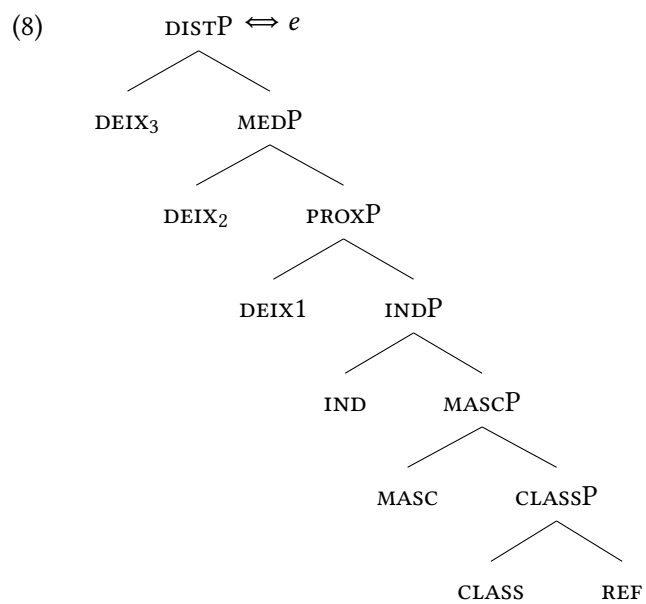 (8) DISTP ⟺ e
DEIX₃ MEDP
DEIX₂ PROXP
DEIX1 INDP
IND MASCP
MASC CLASSP
CLASS REF